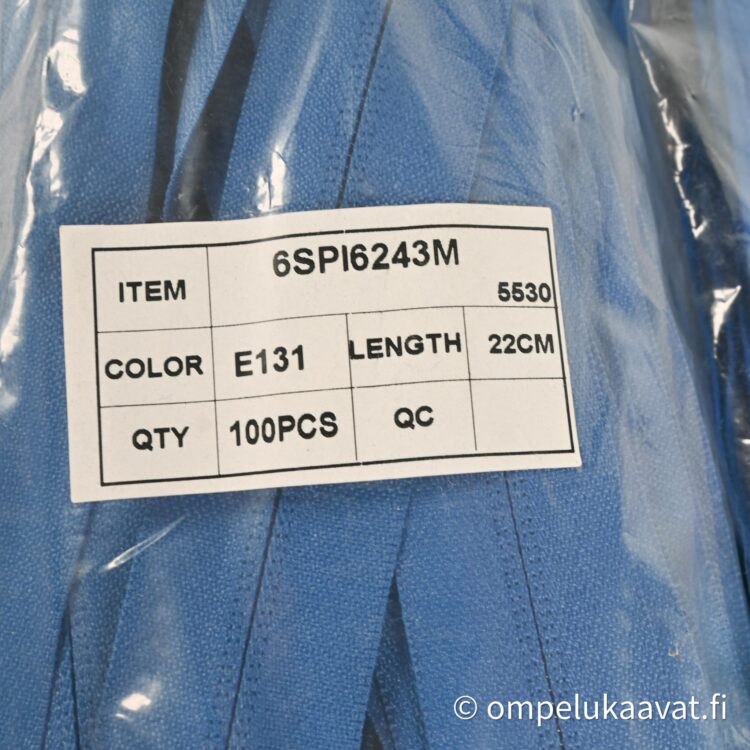 ITEM 6SPI6243M
5530
COLOR E131 LENGTH 22CM
QTY 100PCS QC
© ompelukaavat.fi